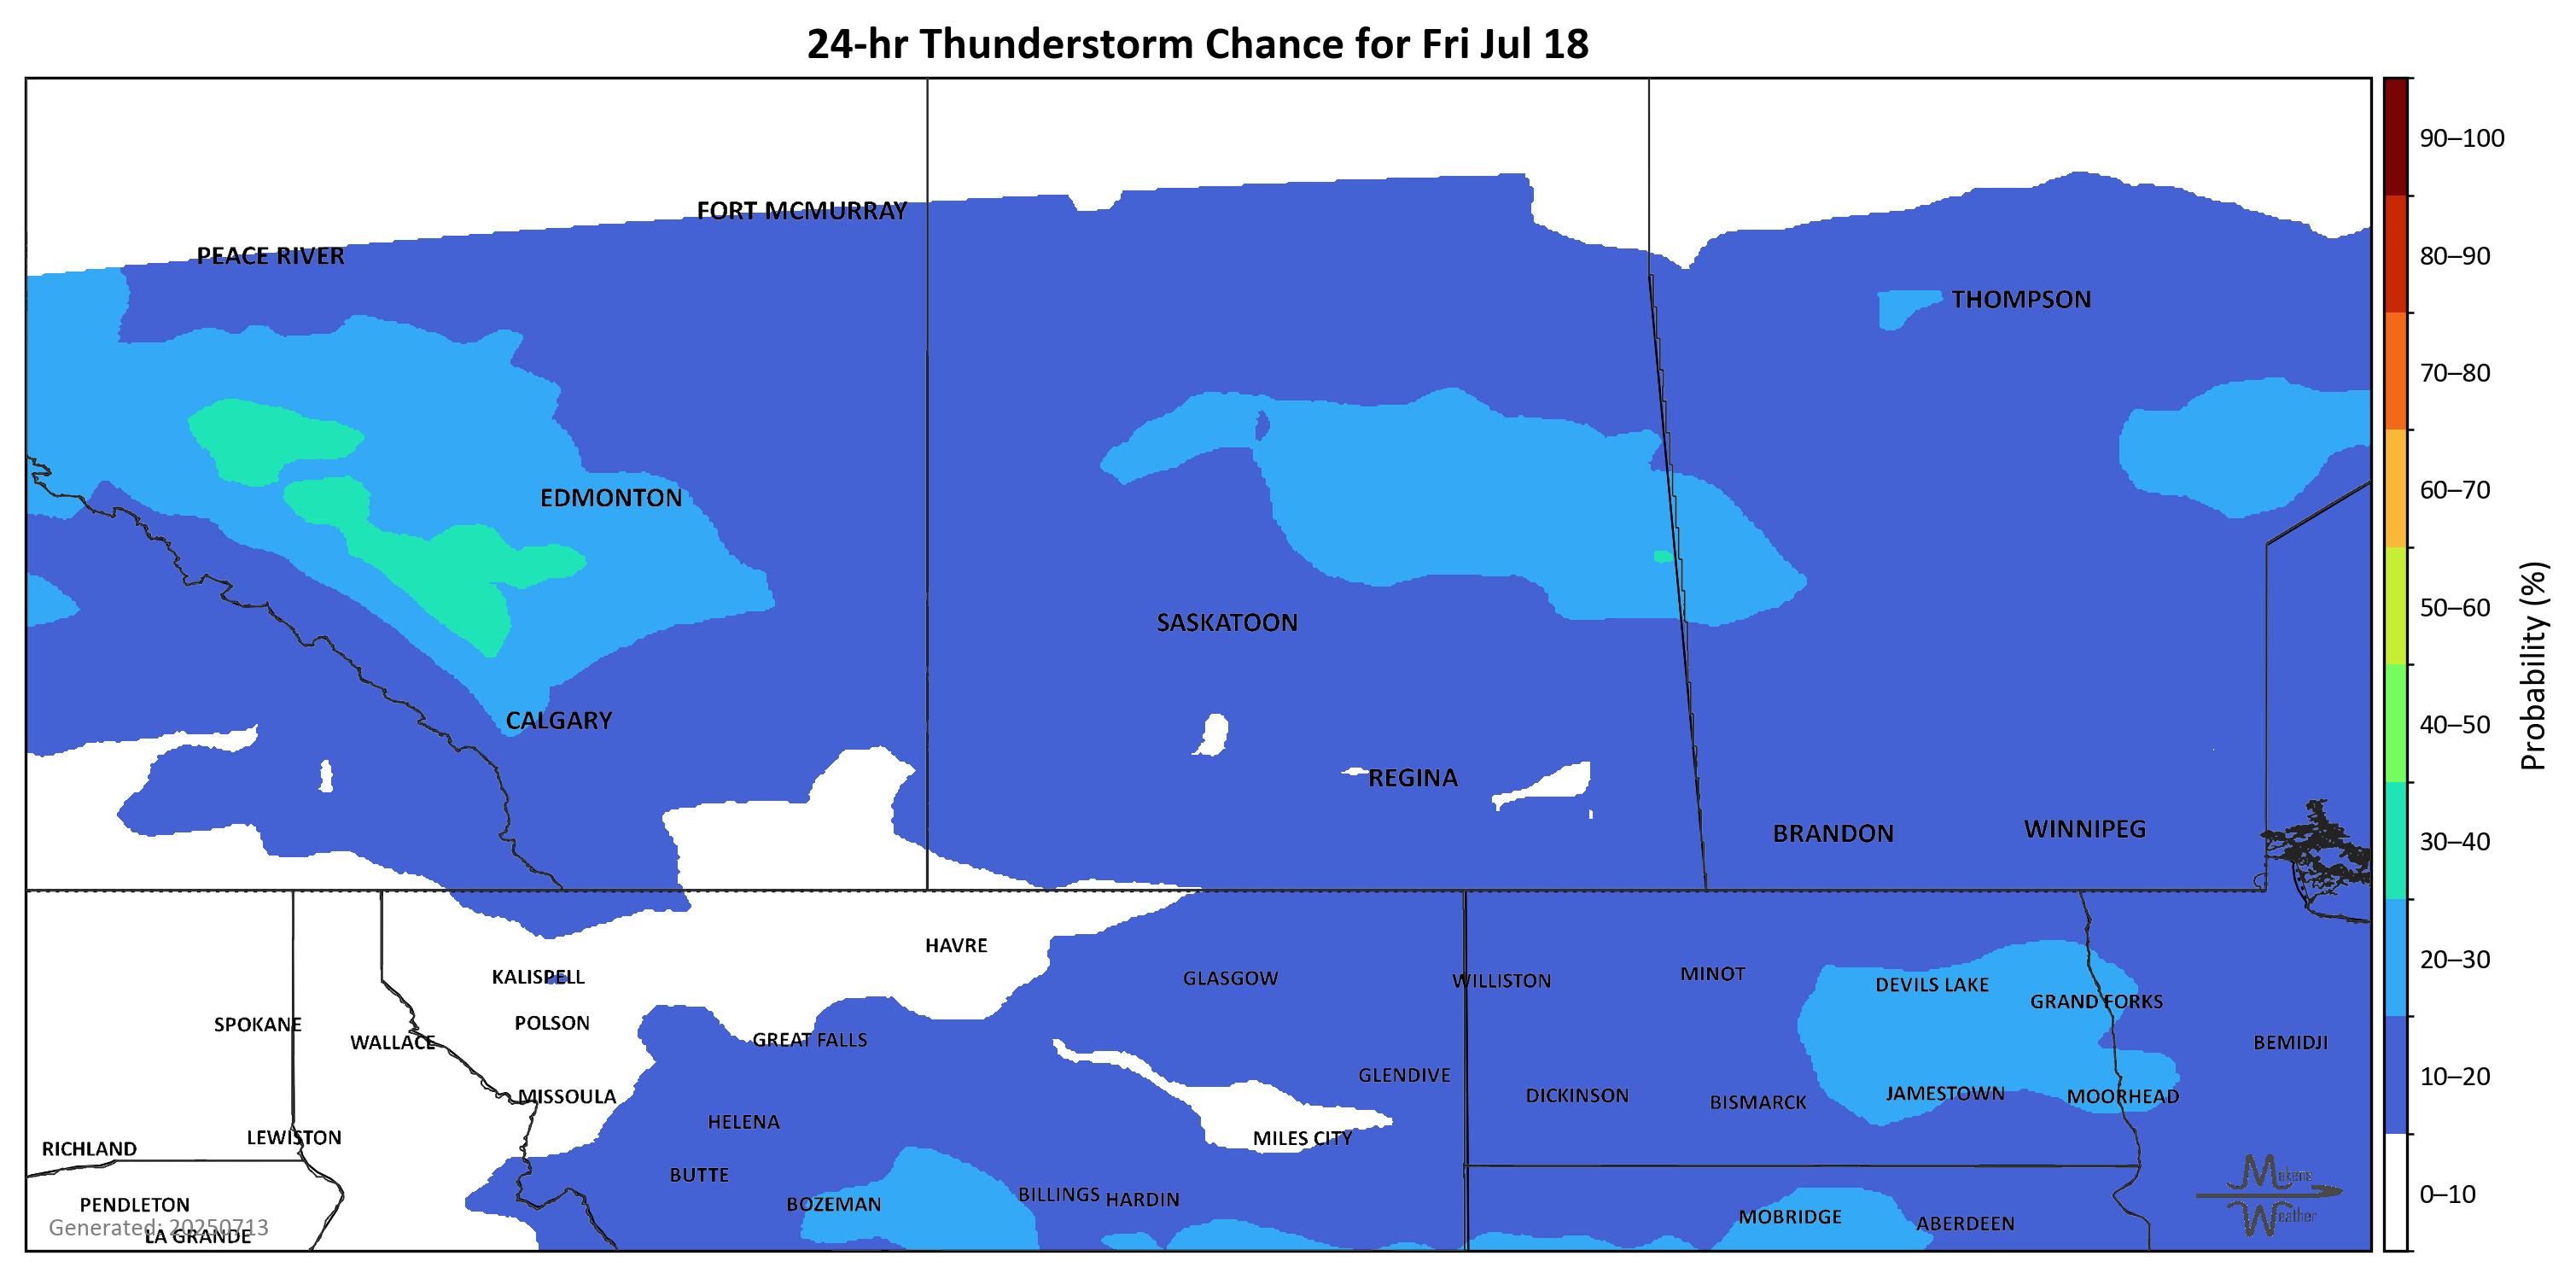 24-hr Thunderstorm Chance for Fri Jul 18
90–100
FORT MCMURRAY
PEACE RIVER
80–90
THOMPSON
70–80
60–70
EDMONTON
50–60
SASKATOON
Probability (%)
CALGARY
40–50
REGINA
BRANDON
WINNIPEG
30–40
HAVRE
20–30
KALISPELL
GLASGOW
WILLISTON
MINOT
DEVILS LAKE
GRAND FORKS
SPOKANE
POLSON
WALLACE
GREAT FALLS
BEMIDJI
10–20
GLENDIVE
MISSOULA
DICKINSON
BISMARCK
JAMESTOWN
MOORHEAD
HELENA
LEWISTON
RICHLAND
MILES CITY
BUTTE
Mekens
Weather
0–10
PENDLETON
BOZEMAN
BILLINGS
HARDIN
MOBRIDGE
ABERDEEN
Generated: 20250713
LA GRANDE